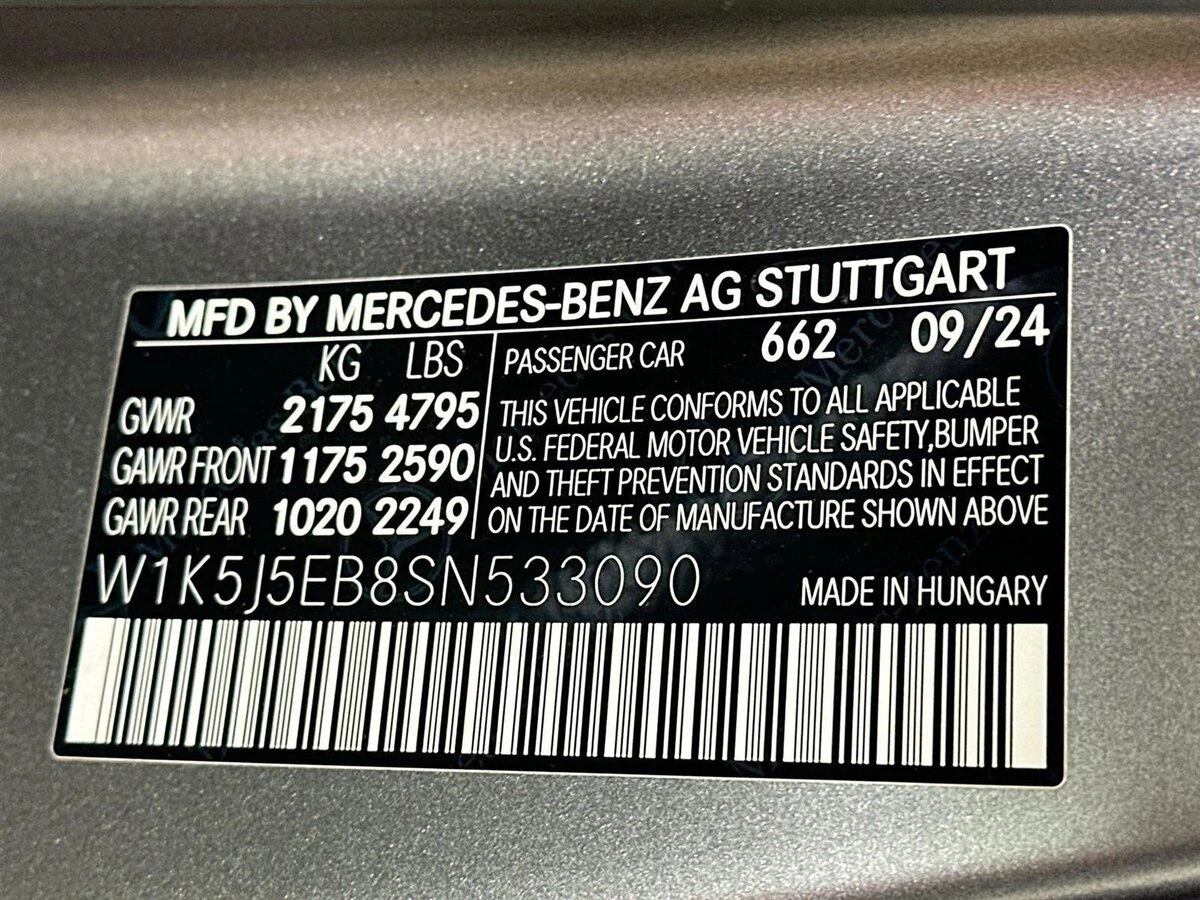 MFD BY MERCEDES-BENZ AG STUTTGART
KG LBS
GVWR 2175 4795
GAWR FRONT 1175 2590
GAWR REAR 1020 2249
PASSENGER CAR 662 09/24
THIS VEHICLE CONFORMS TO ALL APPLICABLE
U.S. FEDERAL MOTOR VEHICLE SAFETY,BUMPER
AND THEFT PREVENTION STANDARDS IN EFFECT
ON THE DATE OF MANUFACTURE SHOWN ABOVE
W1K5J5EB8SN533090
MADE IN HUNGARY